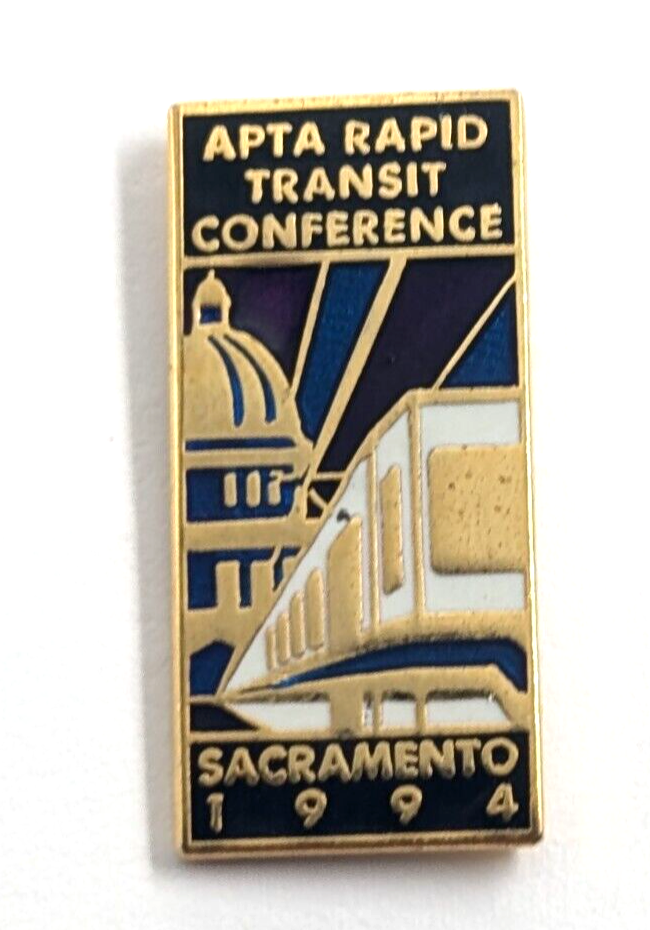 APTA RAPID
TRANSIT
CONFERENCE
SACRAMENTO
1994